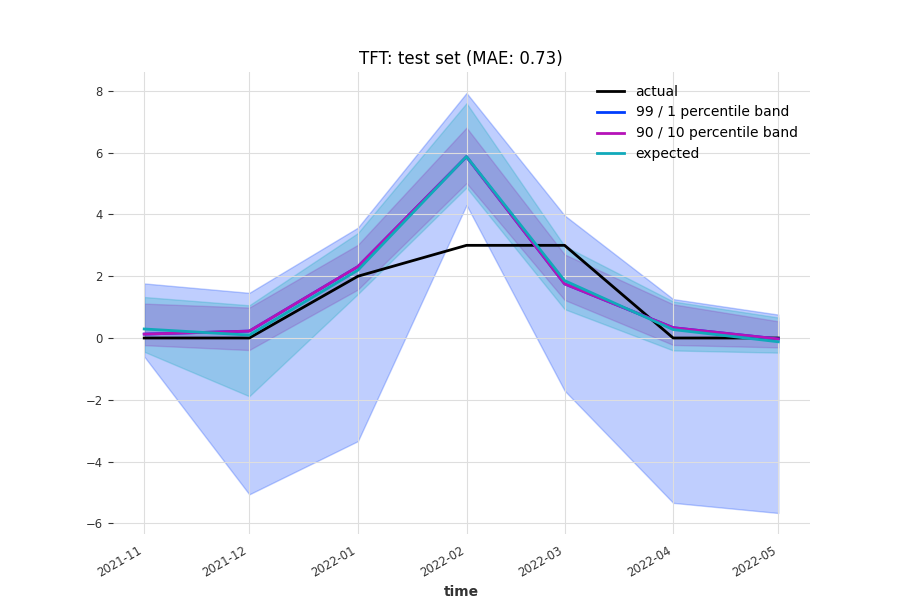 TFT: test set (MAE: 0.73)
actual
99 / 1 percentile band
90 / 10 percentile band
expected
8
6
4
2
0
−2
−4
−6
2021-11
2021-12
2022-01
2022-02
2022-03
2022-04
2022-05
time